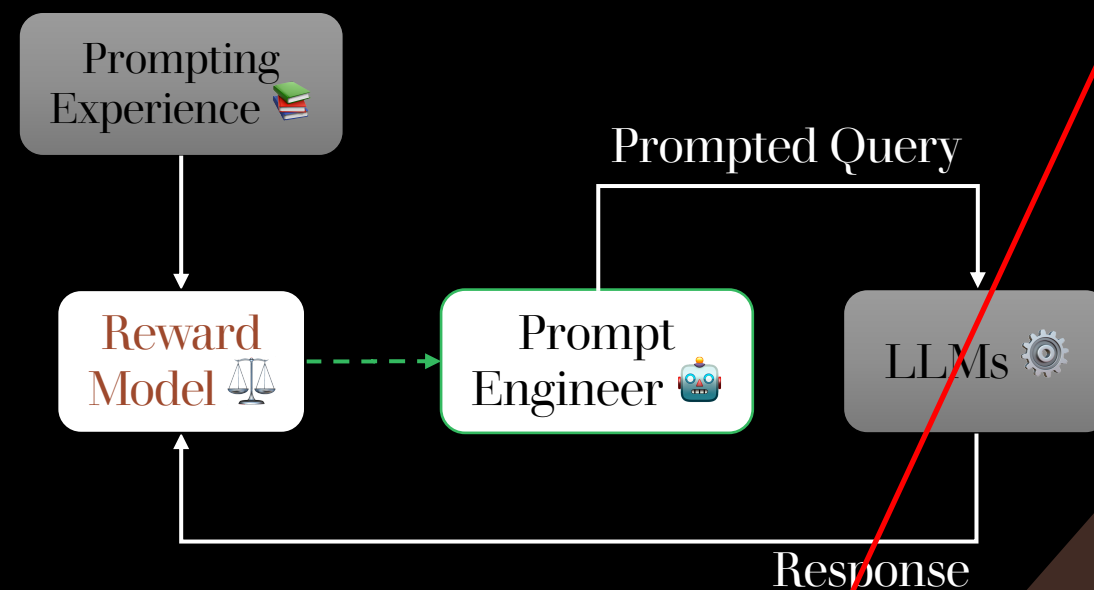 Prompting
Experience 📚
Prompted Query
Reward
Model ⚖️
Prompt
Engineer 🤖
LLMs ⚙️
Response